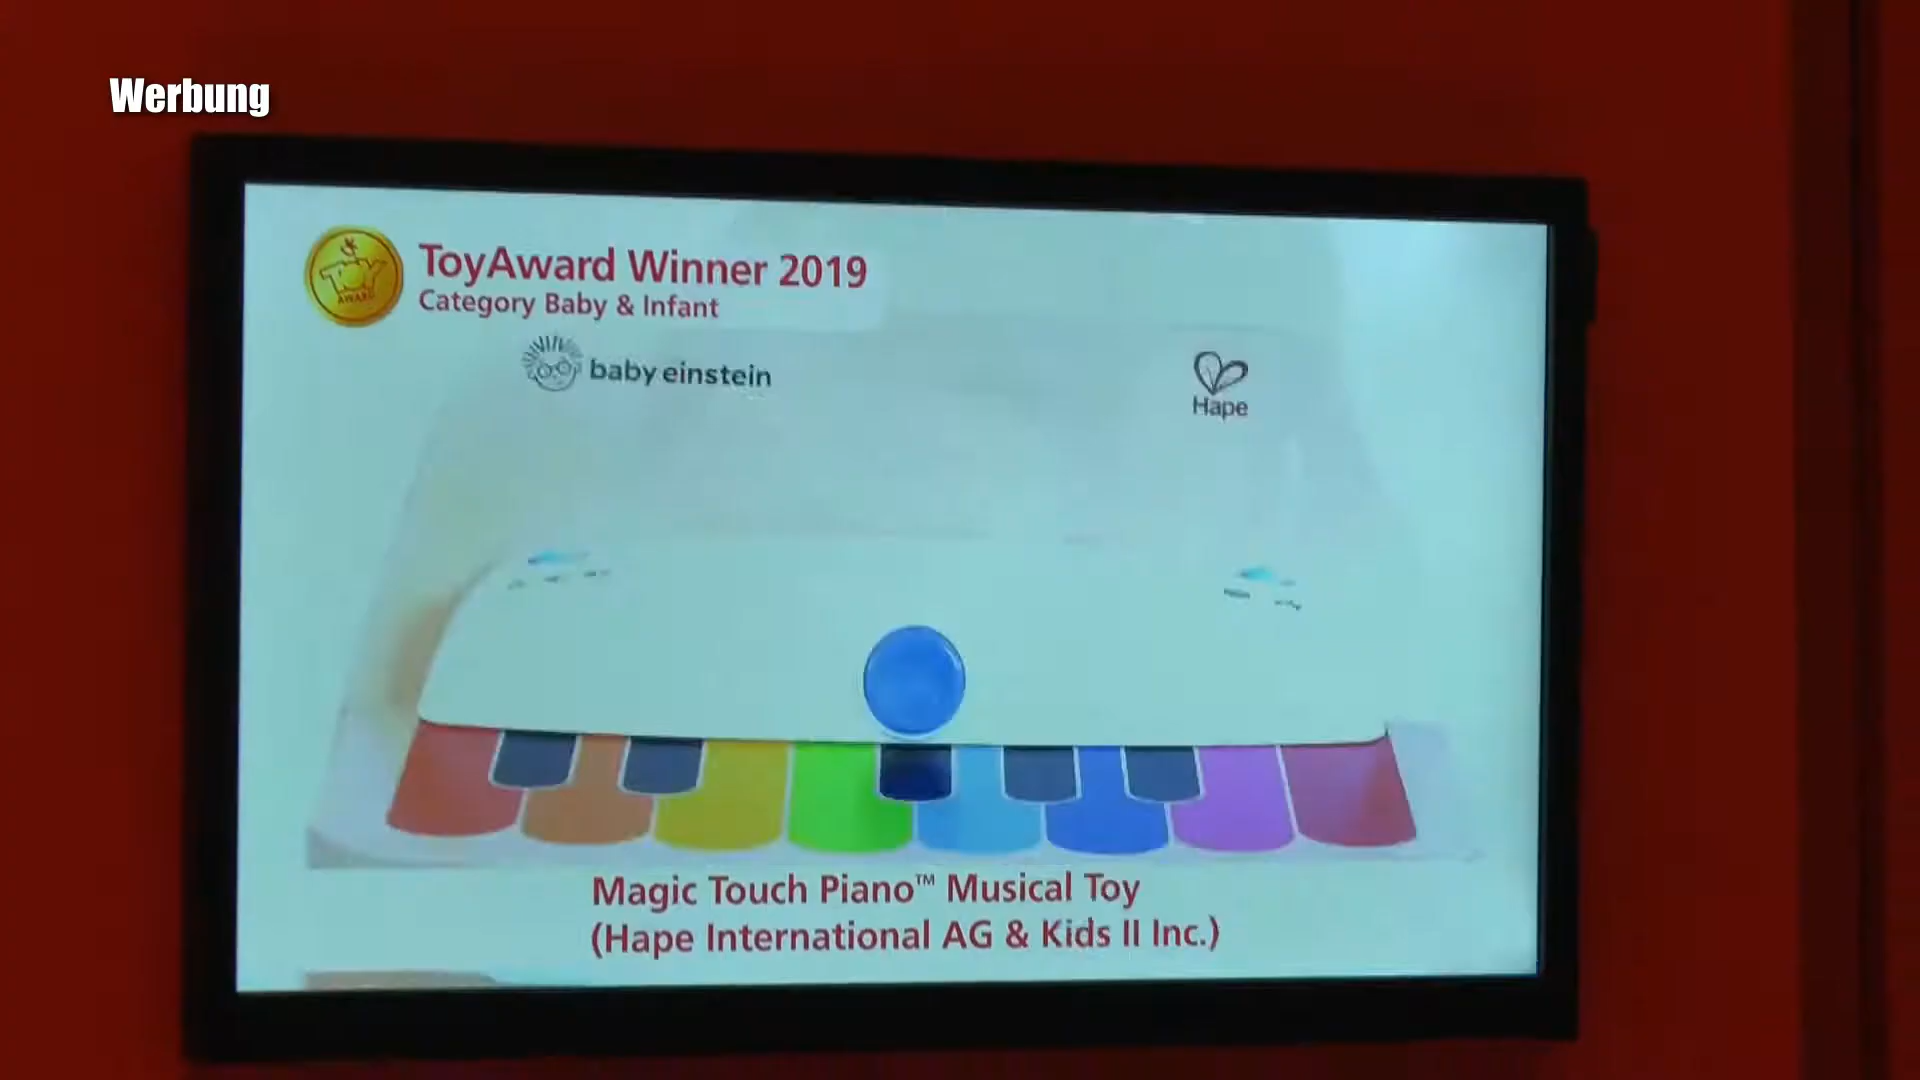 Werbung
AWARD
ToyAward Winner 2019
Category Baby & Infant
baby einstein
Hape
Magic Touch Piano™ Musical Toy
(Hape International AG & Kids II Inc.)